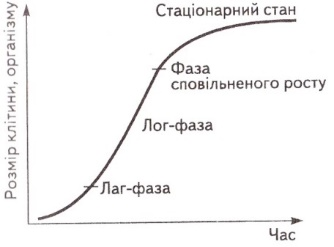 Стаціонарний стан
Фаза
сповільненого росту
Лог-фаза
Лаг-фаза
Розмір клітини, організму
Час